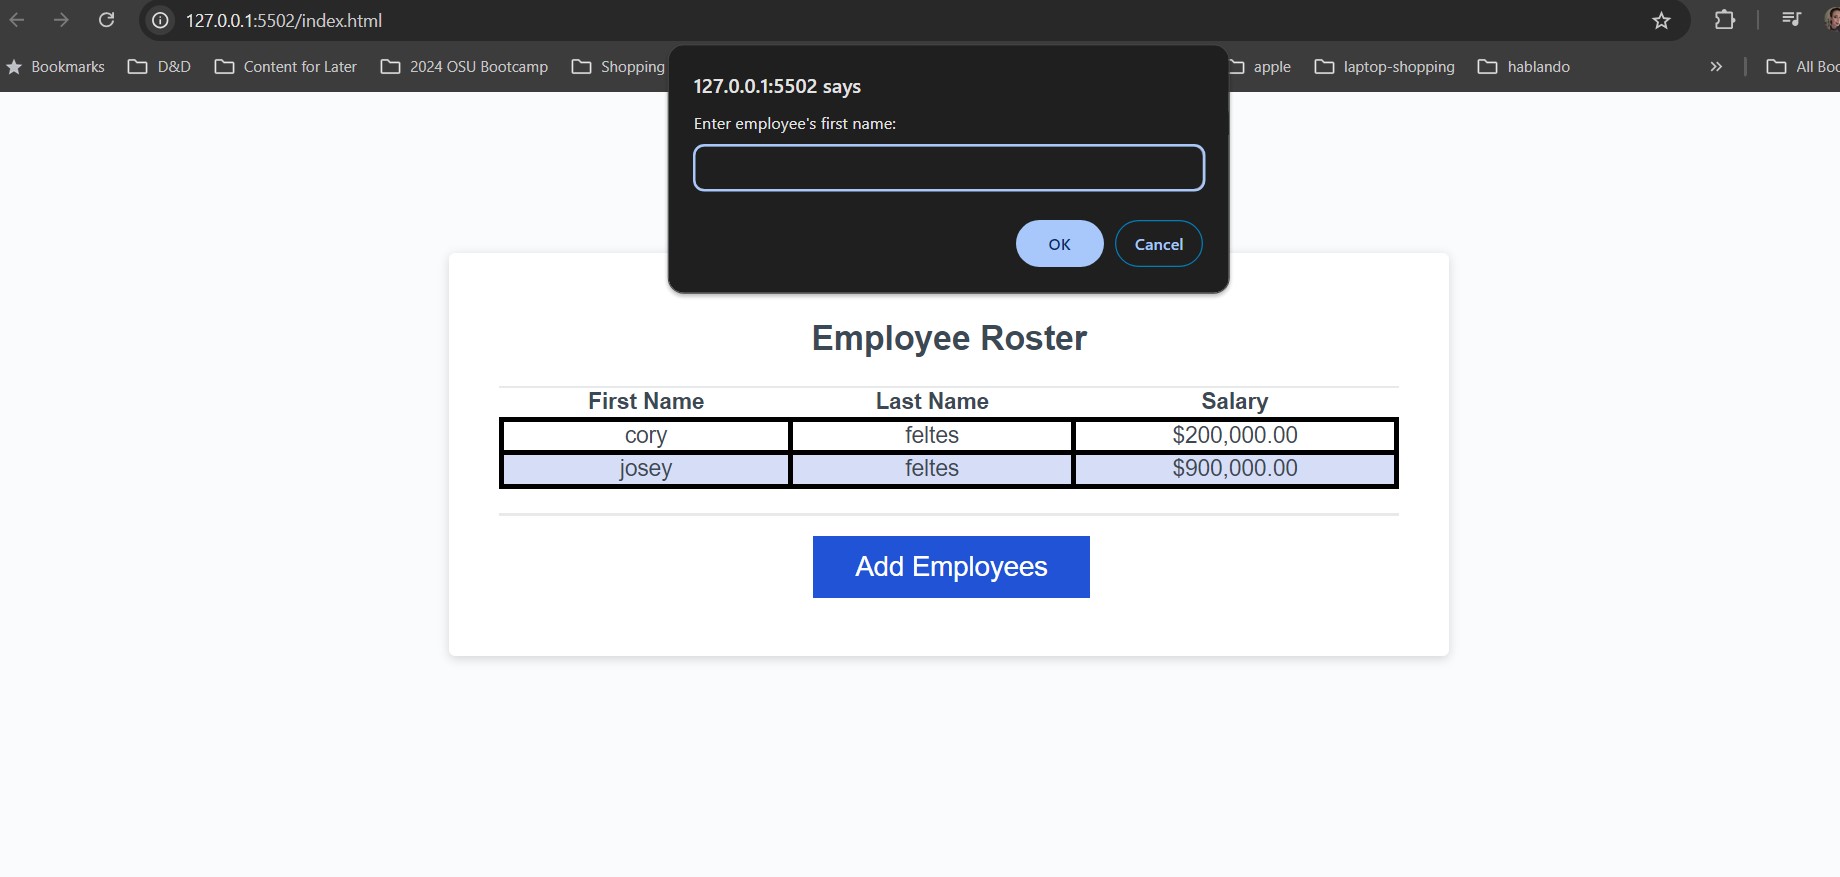 127.0.0.1:5502/index.html
Bookmarks D&D Content for Later 2024 OSU Bootcamp Shopping apple laptop-shopping hablando » All Boo
127.0.0.1:5502 says
Enter employee's first name:
OK Cancel
Employee Roster
First Name Last Name Salary
cory feltes $200,000.00
josey feltes $900,000.00
Add Employees